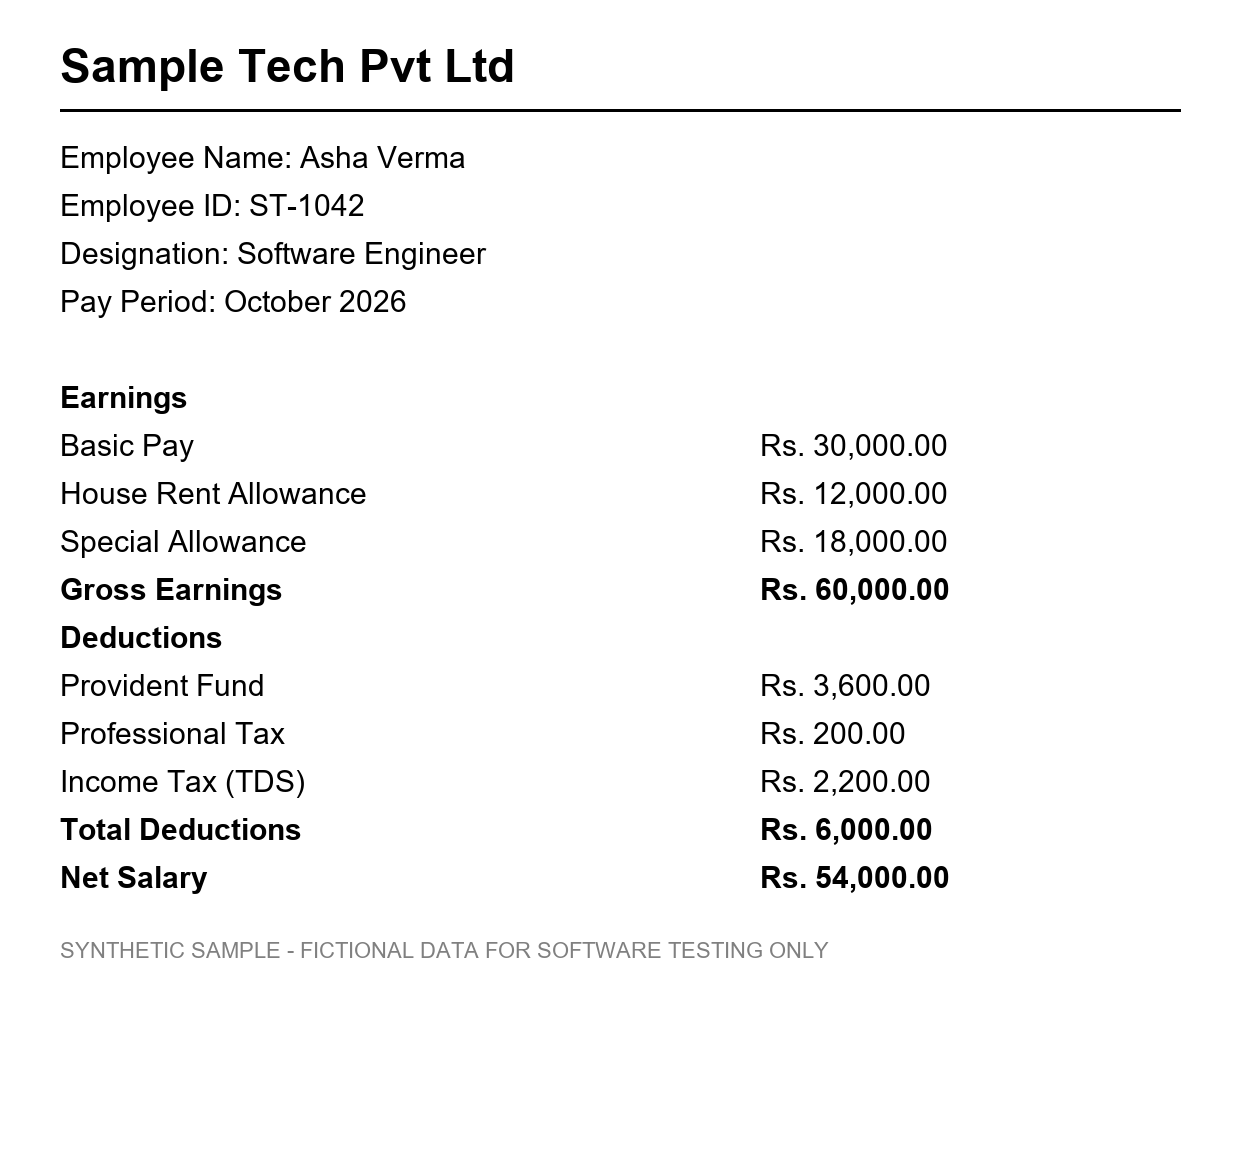 Sample Tech Pvt Ltd
Employee Name: Asha Verma
Employee ID: ST-1042
Designation: Software Engineer
Pay Period: October 2026
Earnings
Basic Pay Rs. 30,000.00
House Rent Allowance Rs. 12,000.00
Special Allowance Rs. 18,000.00
Gross Earnings Rs. 60,000.00
Deductions
Provident Fund Rs. 3,600.00
Professional Tax Rs. 200.00
Income Tax (TDS) Rs. 2,200.00
Total Deductions Rs. 6,000.00
Net Salary Rs. 54,000.00
SYNTHETIC SAMPLE - FICTIONAL DATA FOR SOFTWARE TESTING ONLY